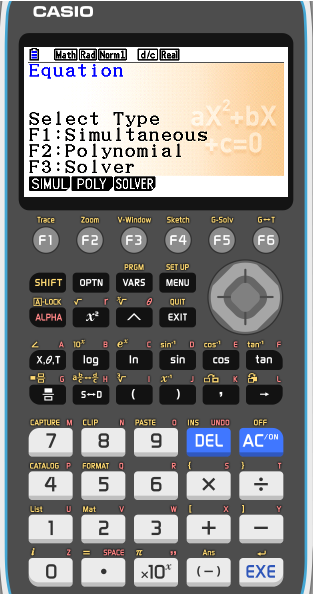 CASIO
Math Rad Norm1 d/c Real
Equation
aX²+bX
+c=0
Select Type
F1:Simultaneous
F2:Polynomial
F3:Solver
SIMUL POLY SOLVER
Trace Zoom V-Window Sketch G-Solv G↔T
F1 F2 F3 F4 F5 F6
PRGM SET UP
SHIFT OPTN VARS MENU
A-LOCK √ r ∛ θ QUIT
ALPHA x² ^ EXIT
∠ A 10ˣ B eˣ C sin⁻¹ D cos⁻¹ E tan⁻¹ F
X,θ,T log ln sin cos tan
G H ∛ I x⁻¹ J K L
S↔D ( ) , →
CAPTURE M CLIP N PASTE O INS UNDO OFF
7 8 9 DEL AC/ON
CATALOG P FORMAT Q R { S } T
4 5 6 × ÷
List U Mat V W [ X ] Y
1 2 3 + −
i Z = SPACE π " Ans ↵
0 • ×10ˣ (−) EXE